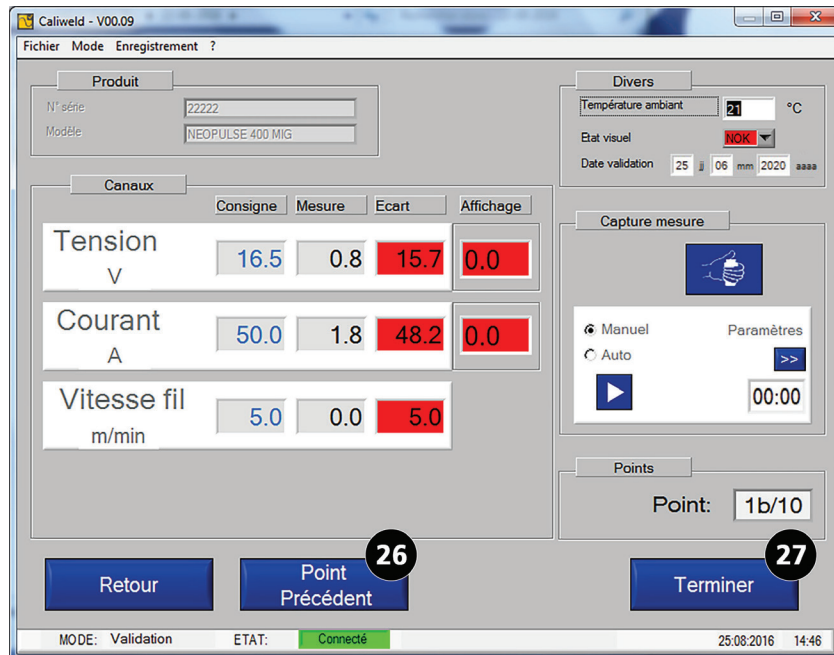 Caliweld - V00.09
Fichier Mode Enregistrement ?
Produit
N° série 22222
Modèle NEOPULSE 400 MIG
Divers
Température ambiant 21 °C
Etat visuel NOK
Date validation 25 jj 06 mm 2020 aaaa
Canaux
Consigne Mesure Ecart Affichage
Tension
V
16.5 0.8 15.7 0.0
Courant
A
50.0 1.8 48.2 0.0
Vitesse fil
m/min
5.0 0.0 5.0
Capture mesure
Manuel Paramètres
Auto >>
00:00
Points
Point: 1b/10
26
27
Retour
Point
Précédent
Terminer
MODE: Validation ETAT: Connecté 25:08:2016 14:46